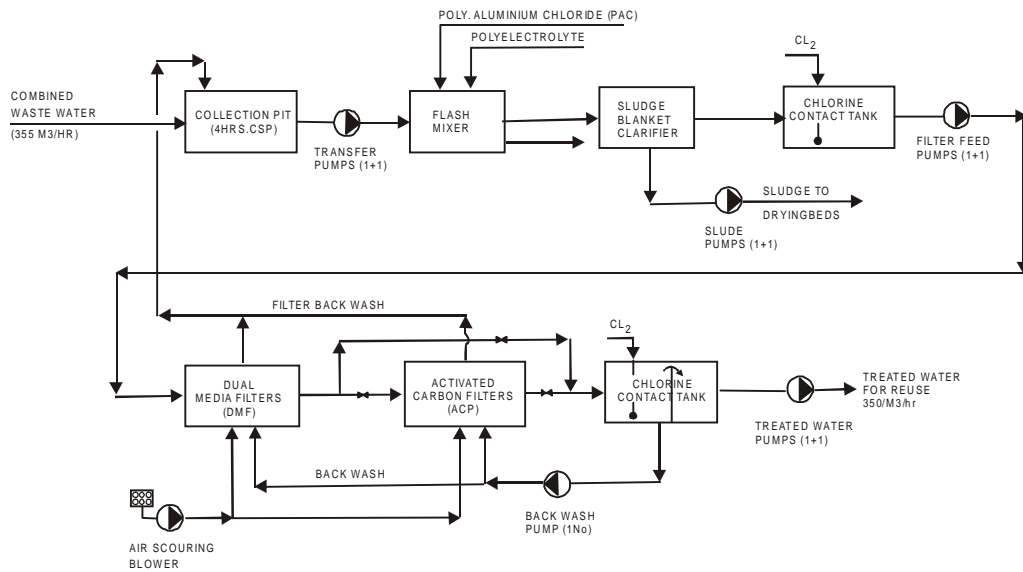 POLY. ALUMINIUM CHLORIDE (PAC)
POLYELECTROLYTE
CL2
COMBINED
WASTE WATER
(355 M3/HR)
COLLECTION PIT
(4HRS.CSP)
TRANSFER
PUMPS (1+1)
FLASH
MIXER
SLUDGE
BLANKET
CLARIFIER
CHLORINE
CONTACT TANK
FILTER FEED
PUMPS (1+1)
SLUDGE TO
DRYINGBEDS
SLUDE
PUMPS (1+1)
FILTER BACK WASH
CL2
DUAL
MEDIA FILTERS
(DMF)
ACTIVATED
CARBON FILTERS
(ACP)
CHLORINE
CONTACT TANK
TREATED WATER
FOR REUSE
350/M3/hr
TREATED WATER
PUMPS (1+1)
BACK WASH
BACK WASH
PUMP (1No)
AIR SCOURING
BLOWER